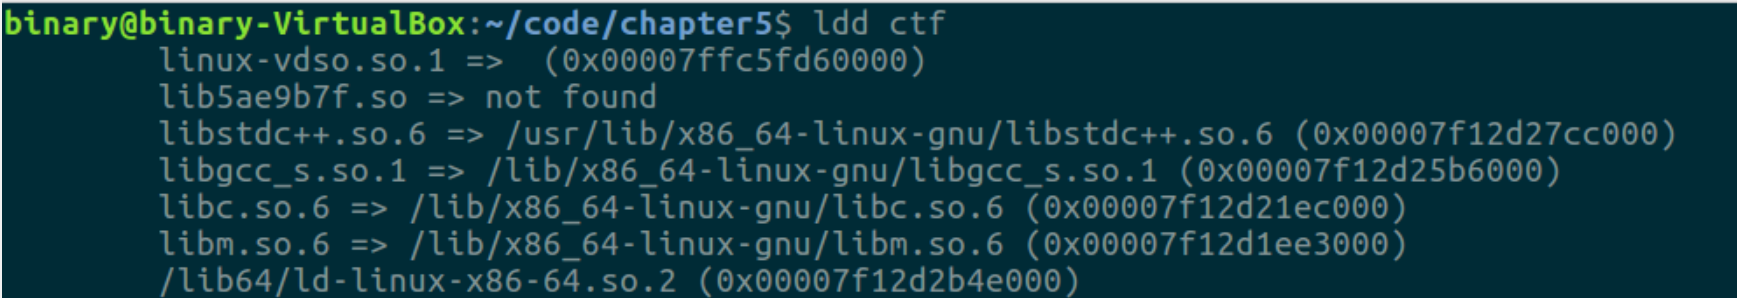 binary@binary-VirtualBox:~/code/chapter5$ ldd ctf
linux-vdso.so.1 =>  (0x00007ffc5fd60000)
lib5ae9b7f.so => not found
libstdc++.so.6 => /usr/lib/x86_64-linux-gnu/libstdc++.so.6 (0x00007f12d27cc000)
libgcc_s.so.1 => /lib/x86_64-linux-gnu/libgcc_s.so.1 (0x00007f12d25b6000)
libc.so.6 => /lib/x86_64-linux-gnu/libc.so.6 (0x00007f12d21ec000)
libm.so.6 => /lib/x86_64-linux-gnu/libm.so.6 (0x00007f12d1ee3000)
/lib64/ld-linux-x86-64.so.2 (0x00007f12d2b4e000)